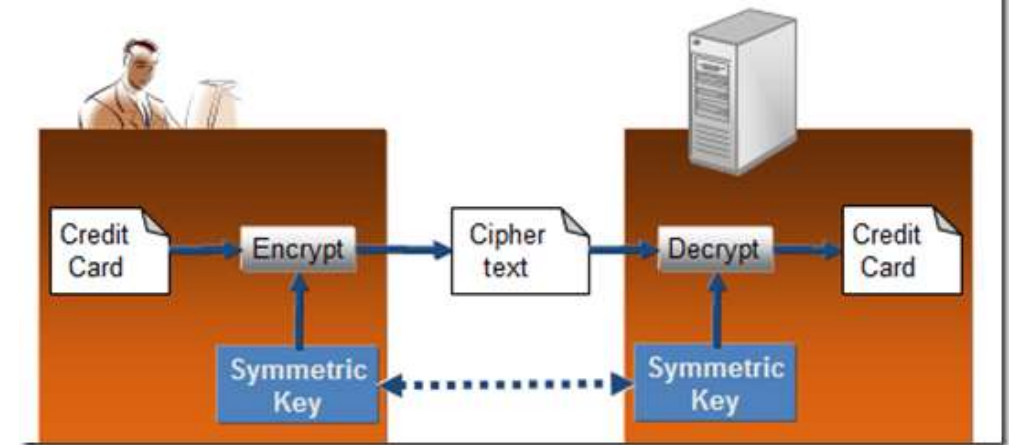 Credit
Card
Encrypt
Cipher
text
Decrypt
Credit
Card
Symmetric
Key
Symmetric
Key